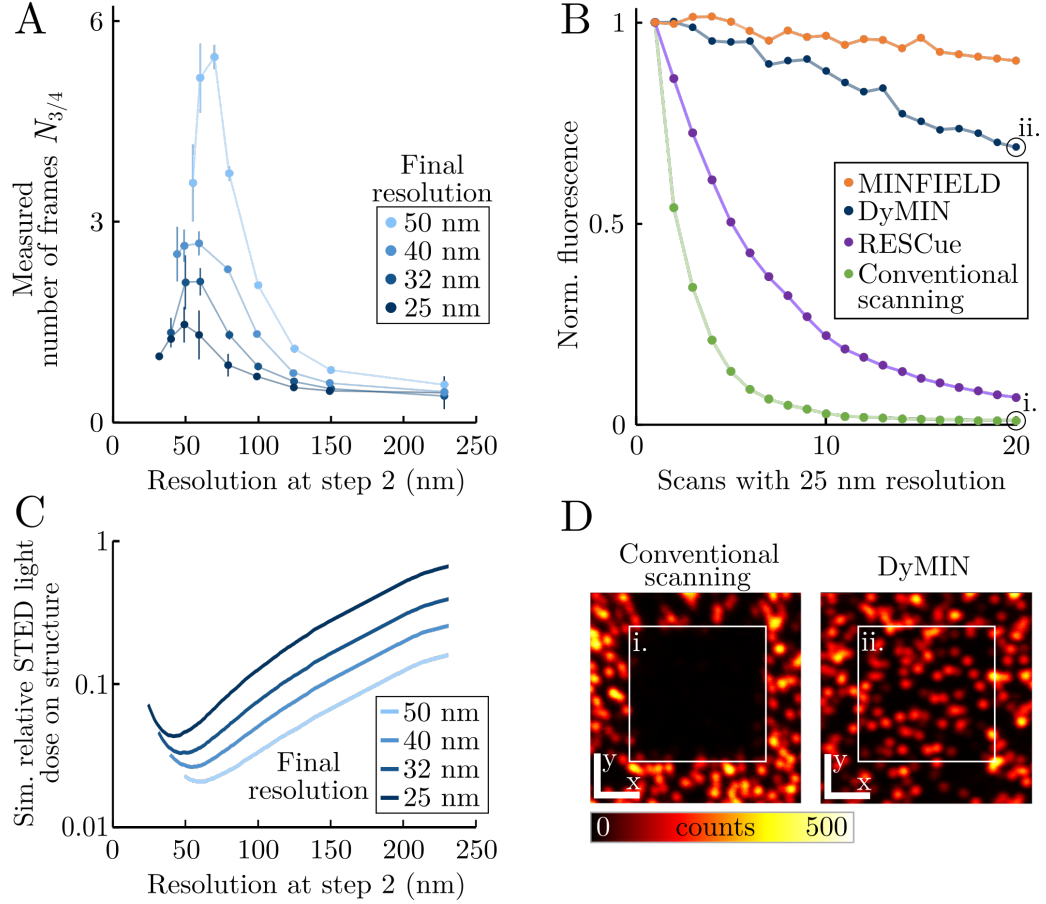 A
6
3
0
Measured
number of frames N3/4
Final
resolution
50 nm
40 nm
32 nm
25 nm
0 50 100 150 200 250
Resolution at step 2 (nm)
B
1
0.5
0
Norm. fluorescence
ii.
MINFIELD
DyMIN
RESCue
Conventional
scanning
i.
10 20
Scans with 25 nm resolution
C
1
0.1
0.01
Sim. relative STED light
dose on structure
50 nm
40 nm
32 nm
25 nm
Final
resolution
0 50 100 150 200 250
Resolution at step 2 (nm)
D
Conventional
scanning
DyMIN
i.
ii.
y
x
y
x
0 counts 500